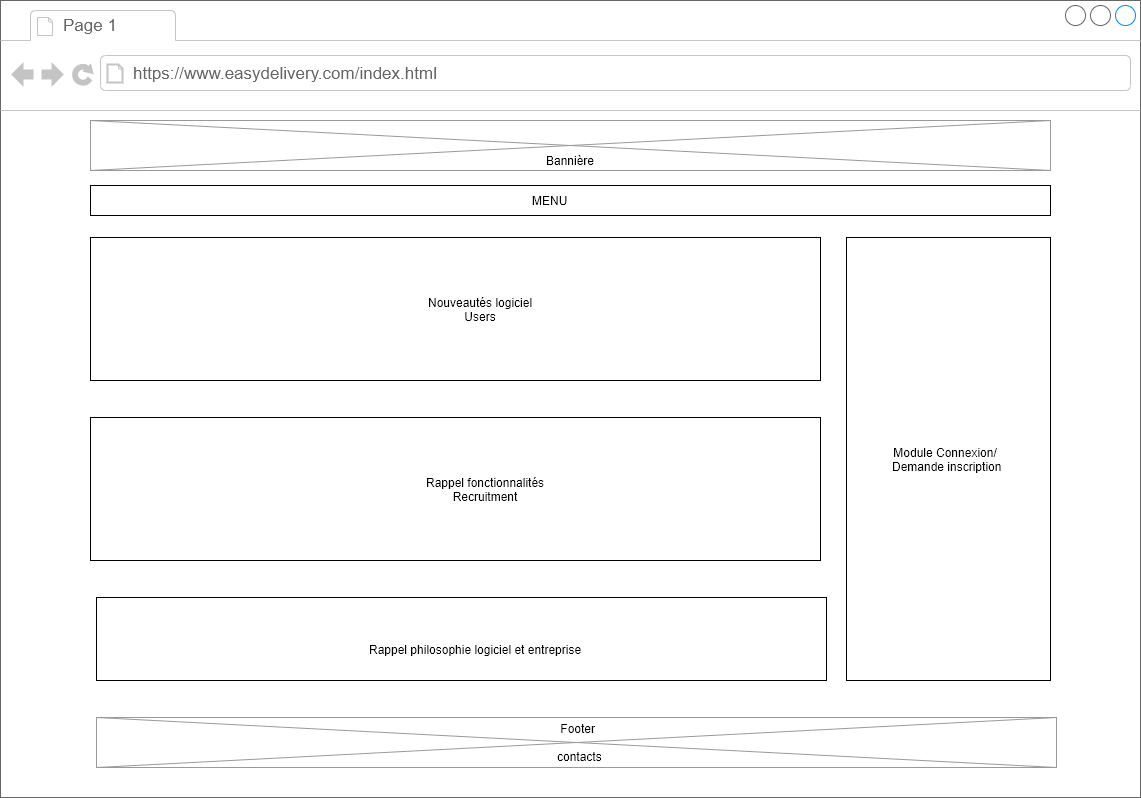 Page 1
https://www.easydelivery.com/index.html
Bannière
MENU
Nouveautés logiciel
Users
Rappel fonctionnalités
Recruitment
Module Connexion/
Demande inscription
Rappel philosophie logiciel et entreprise
Footer
contacts